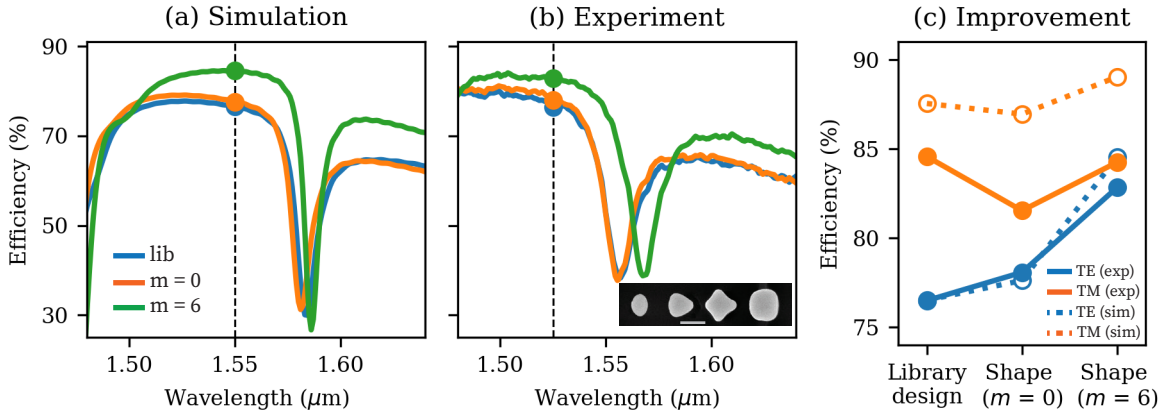 (a) Simulation
90
70
50
30
Efficiency (%)
lib
m = 0
m = 6
1.50
1.55
1.60
Wavelength (μm)
(b) Experiment
1.50
1.55
1.60
Wavelength (μm)
(c) Improvement
90
85
80
75
Efficiency (%)
TE (exp)
TM (exp)
TE (sim)
TM (sim)
Library
design
Shape
(m = 0)
Shape
(m = 6)